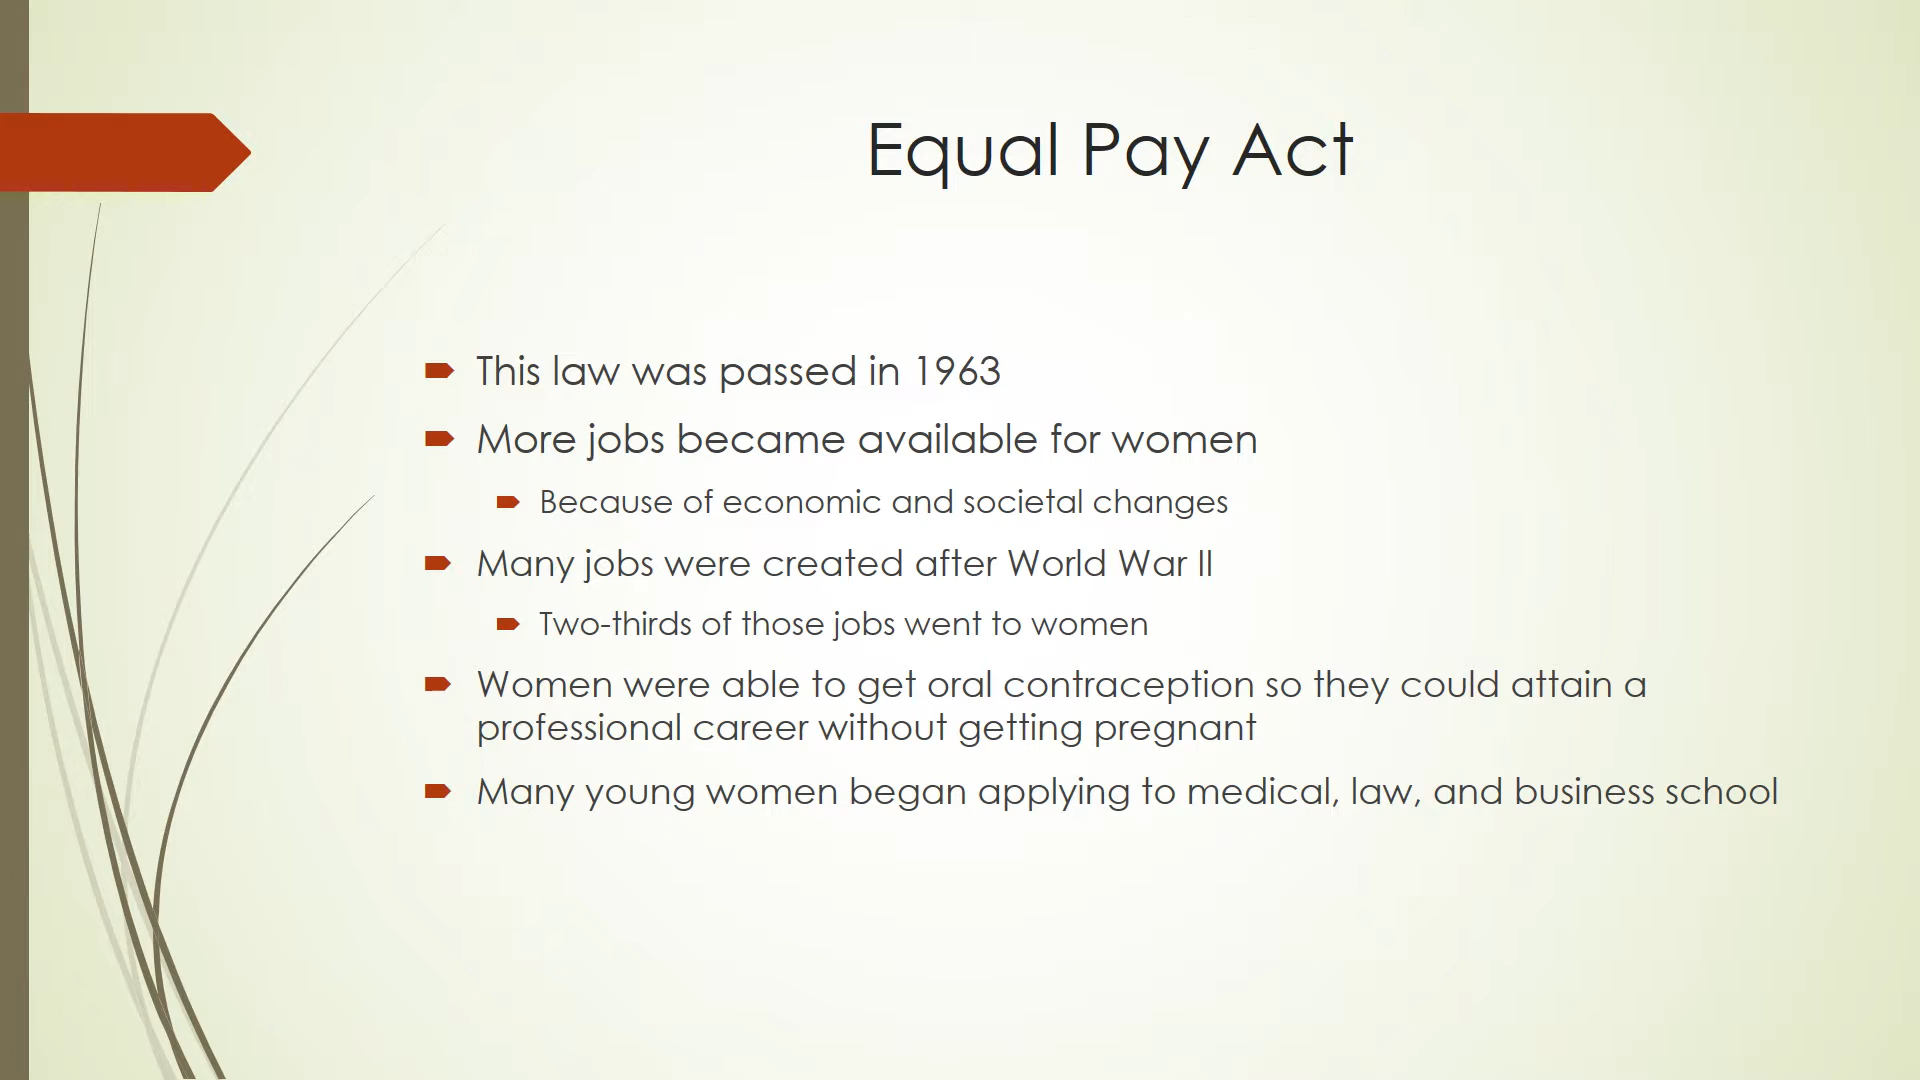 Equal Pay Act
This law was passed in 1963
More jobs became available for women
Because of economic and societal changes
Many jobs were created after World War II
Two-thirds of those jobs went to women
Women were able to get oral contraception so they could attain a
professional career without getting pregnant
Many young women began applying to medical, law, and business school